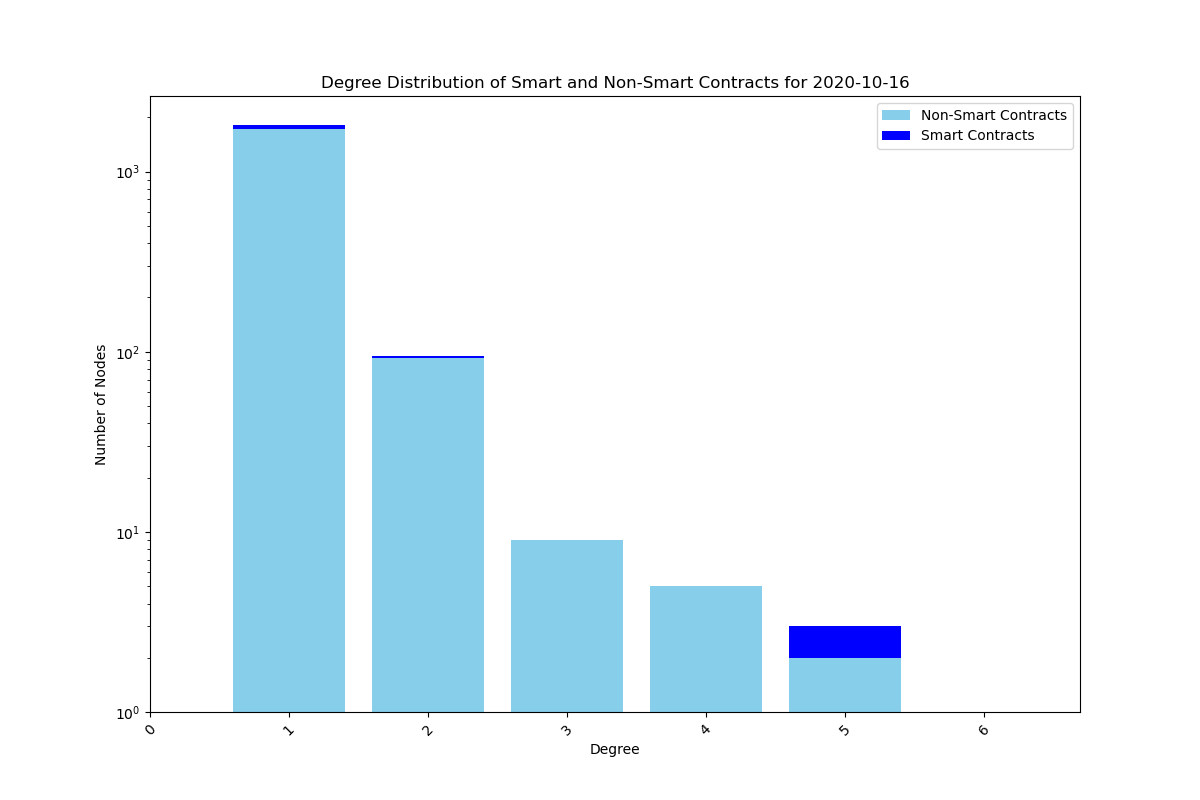 Degree Distribution of Smart and Non-Smart Contracts for 2020-10-16
Non-Smart Contracts
Smart Contracts
Number of Nodes
10³
10²
10¹
10⁰
0 1 2 3 4 5 6
Degree